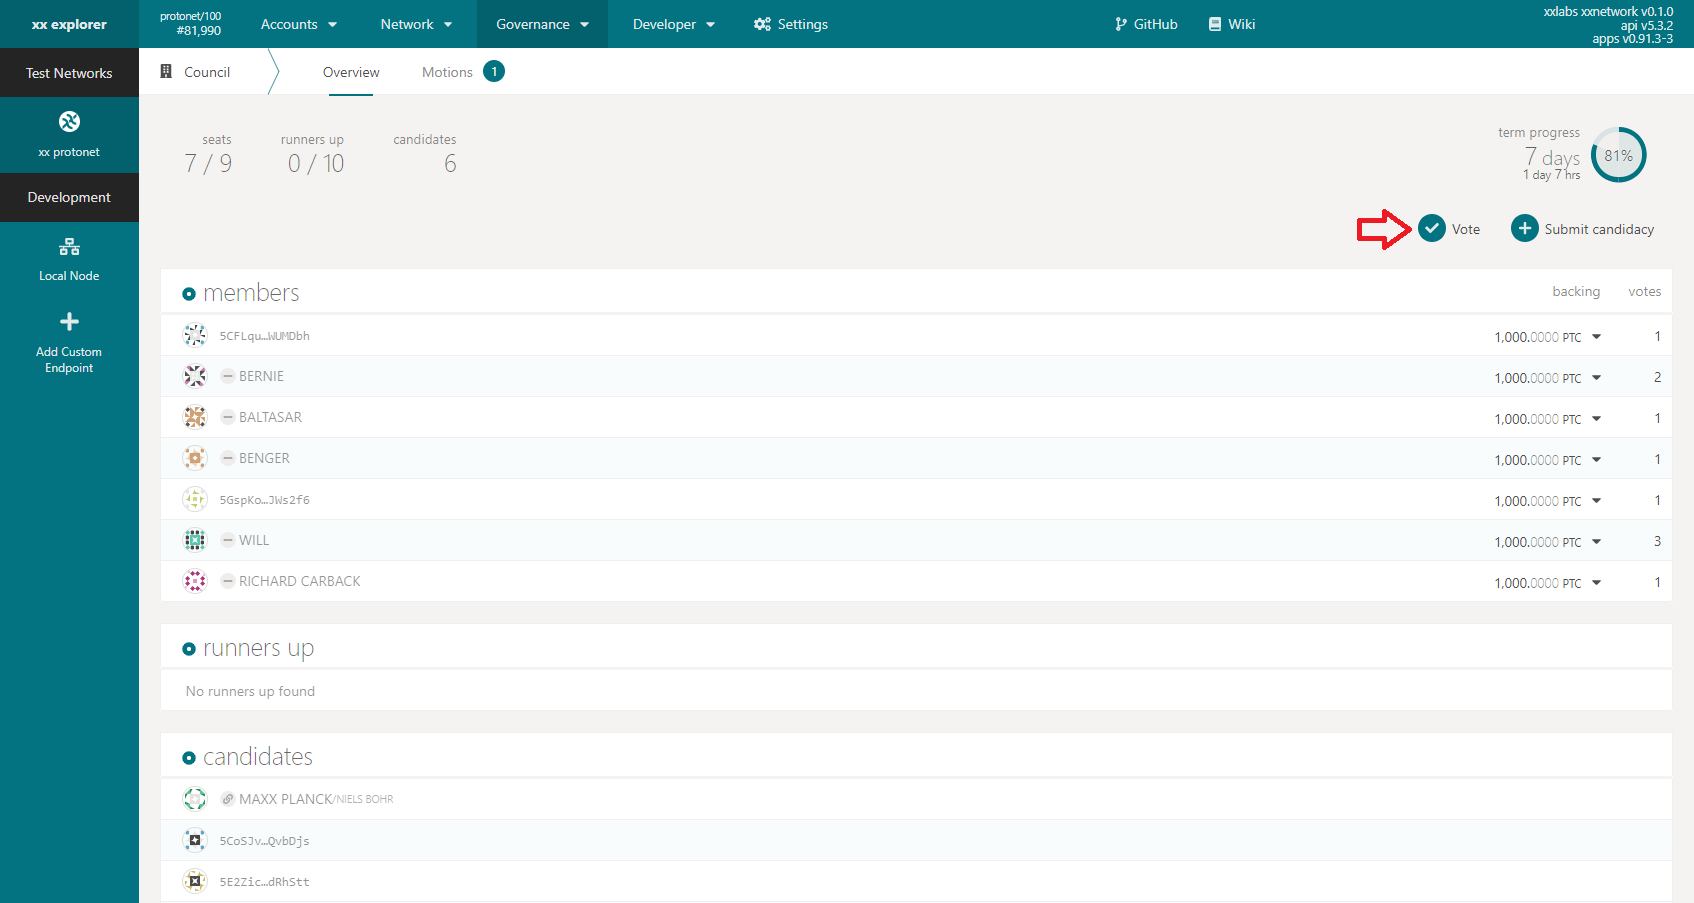 xx explorer
protonet/100
#81,990
Accounts
Network
Governance
Developer
Settings
GitHub
Wiki
xxlabs xxnetwork v0.1.0
api v5.3.2
apps v0.91.3-3
Test Networks
xx protonet
Development
Local Node
Add Custom
Endpoint
Council
Overview
Motions 1
seats
7 / 9
runners up
0 / 10
candidates
6
term progress
7 days
1 day 7 hrs
81%
Vote
Submit candidacy
members backing votes
5CFLqu…WUMDbh 1,000.0000 PTC 1
BERNIE 1,000.0000 PTC 2
BALTASAR 1,000.0000 PTC 1
BENGER 1,000.0000 PTC 1
5GspKo…JWs2f6 1,000.0000 PTC 1
WILL 1,000.0000 PTC 3
RICHARD CARBACK 1,000.0000 PTC 1
runners up
No runners up found
candidates
MAXX PLANCK/NIELS BOHR
5CoSJv…QvbDjs
5E2Zic…dRhStt